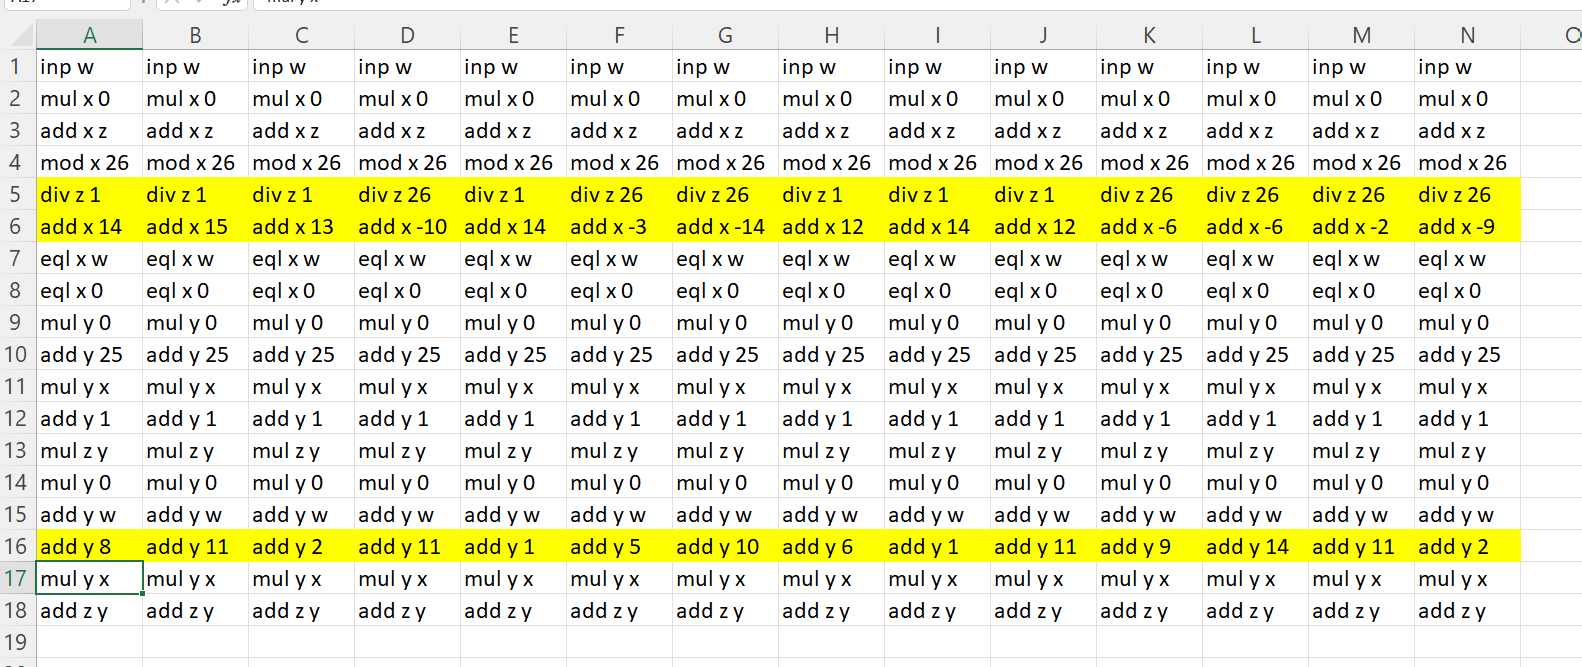 A B C D E F G H I J K L M N
1 inp w inp w inp w inp w inp w inp w inp w inp w inp w inp w inp w inp w inp w inp w
2 mul x 0 mul x 0 mul x 0 mul x 0 mul x 0 mul x 0 mul x 0 mul x 0 mul x 0 mul x 0 mul x 0 mul x 0 mul x 0 mul x 0
3 add x z add x z add x z add x z add x z add x z add x z add x z add x z add x z add x z add x z add x z add x z
4 mod x 26 mod x 26 mod x 26 mod x 26 mod x 26 mod x 26 mod x 26 mod x 26 mod x 26 mod x 26 mod x 26 mod x 26 mod x 26 mod x 26
5 div z 1 div z 1 div z 1 div z 26 div z 1 div z 26 div z 26 div z 1 div z 1 div z 1 div z 26 div z 26 div z 26 div z 26
6 add x 14 add x 15 add x 13 add x -10 add x 14 add x -3 add x -14 add x 12 add x 14 add x 12 add x -6 add x -6 add x -2 add x -9
7 eql x w eql x w eql x w eql x w eql x w eql x w eql x w eql x w eql x w eql x w eql x w eql x w eql x w eql x w
8 eql x 0 eql x 0 eql x 0 eql x 0 eql x 0 eql x 0 eql x 0 eql x 0 eql x 0 eql x 0 eql x 0 eql x 0 eql x 0 eql x 0
9 mul y 0 mul y 0 mul y 0 mul y 0 mul y 0 mul y 0 mul y 0 mul y 0 mul y 0 mul y 0 mul y 0 mul y 0 mul y 0 mul y 0
10 add y 25 add y 25 add y 25 add y 25 add y 25 add y 25 add y 25 add y 25 add y 25 add y 25 add y 25 add y 25 add y 25 add y 25
11 mul y x mul y x mul y x mul y x mul y x mul y x mul y x mul y x mul y x mul y x mul y x mul y x mul y x mul y x
12 add y 1 add y 1 add y 1 add y 1 add y 1 add y 1 add y 1 add y 1 add y 1 add y 1 add y 1 add y 1 add y 1 add y 1
13 mul z y mul z y mul z y mul z y mul z y mul z y mul z y mul z y mul z y mul z y mul z y mul z y mul z y mul z y
14 mul y 0 mul y 0 mul y 0 mul y 0 mul y 0 mul y 0 mul y 0 mul y 0 mul y 0 mul y 0 mul y 0 mul y 0 mul y 0 mul y 0
15 add y w add y w add y w add y w add y w add y w add y w add y w add y w add y w add y w add y w add y w add y w
16 add y 8 add y 11 add y 2 add y 11 add y 1 add y 5 add y 10 add y 6 add y 1 add y 11 add y 9 add y 14 add y 11 add y 2
17 mul y x mul y x mul y x mul y x mul y x mul y x mul y x mul y x mul y x mul y x mul y x mul y x mul y x mul y x
18 add z y add z y add z y add z y add z y add z y add z y add z y add z y add z y add z y add z y add z y add z y
19